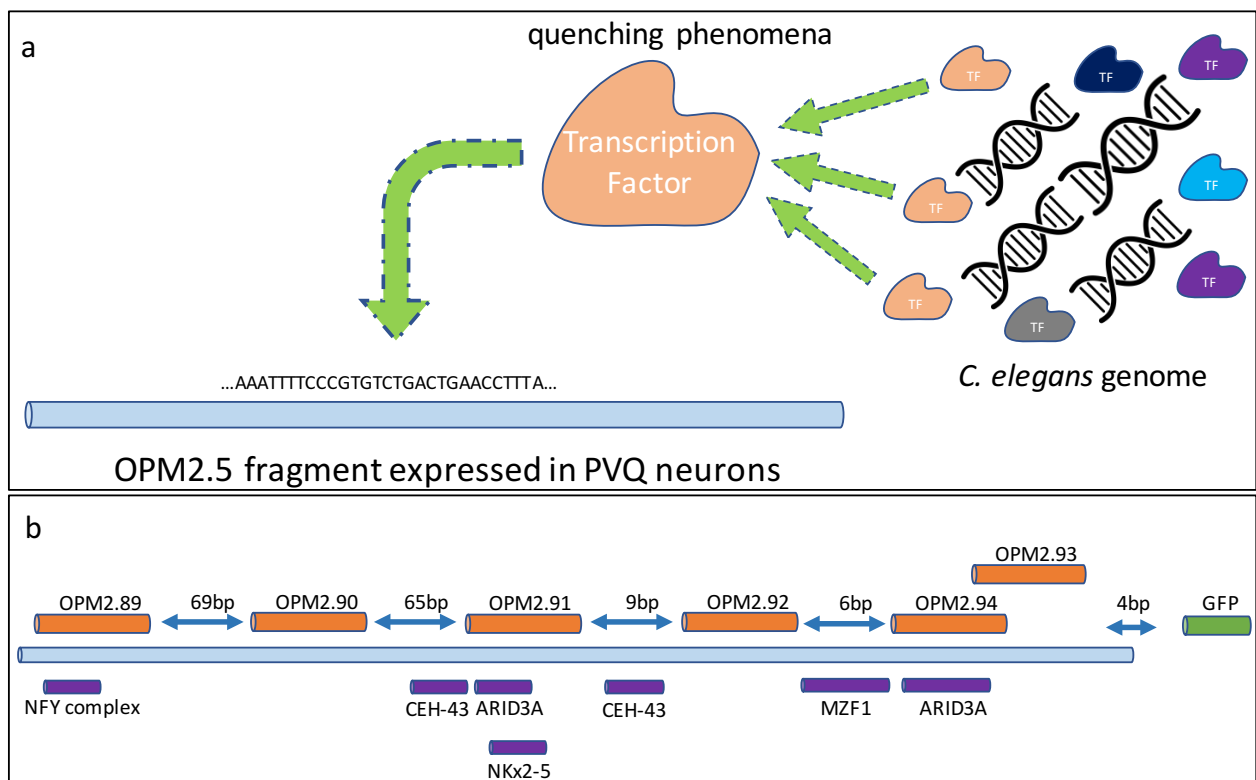 a
quenching phenomena
TF
TF
TF
TF
Transcription
Factor
TF
TF
TF
TF
TF
C. elegans genome
...AAATTTTCCCGTGTCTGACTGAACCTTTA...
OPM2.5 fragment expressed in PVQ neurons
b
OPM2.93
OPM2.89
69bp
OPM2.90
65bp
OPM2.91
9bp
OPM2.92
6bp
OPM2.94
4bp
GFP
NFY complex
CEH-43
ARID3A
CEH-43
MZF1
ARID3A
NKx2-5